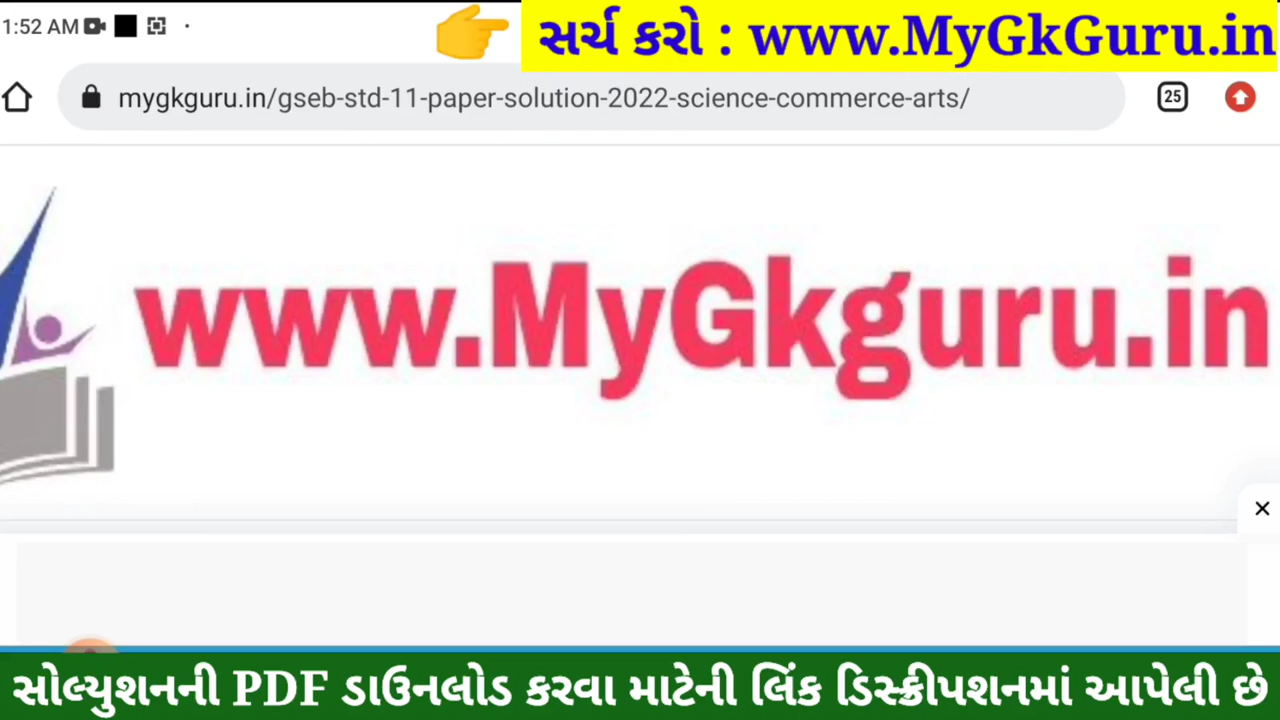 1:52 AM
સર્ચ કરો : www.MyGkGuru.in
mygkguru.in/gseb-std-11-paper-solution-2022-science-commerce-arts/
25
www.MyGkguru.in
સોલ્યુશનની PDF ડાઉનલોડ કરવા માટેની લિંક ડિસ્ક્રીપશનમાં આપેલી છે